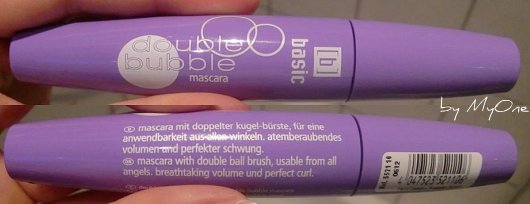 double
bubble
mascara
basic
[b]
by MyOne
mascara mit doppelter kugel-bürste, für eine
anwendbarkeit aus allen winkeln. atemberaubendes
volumen und perfekter schwung.
mascara with double ball brush, usable from all
angels. breathtaking volume and perfect curl.